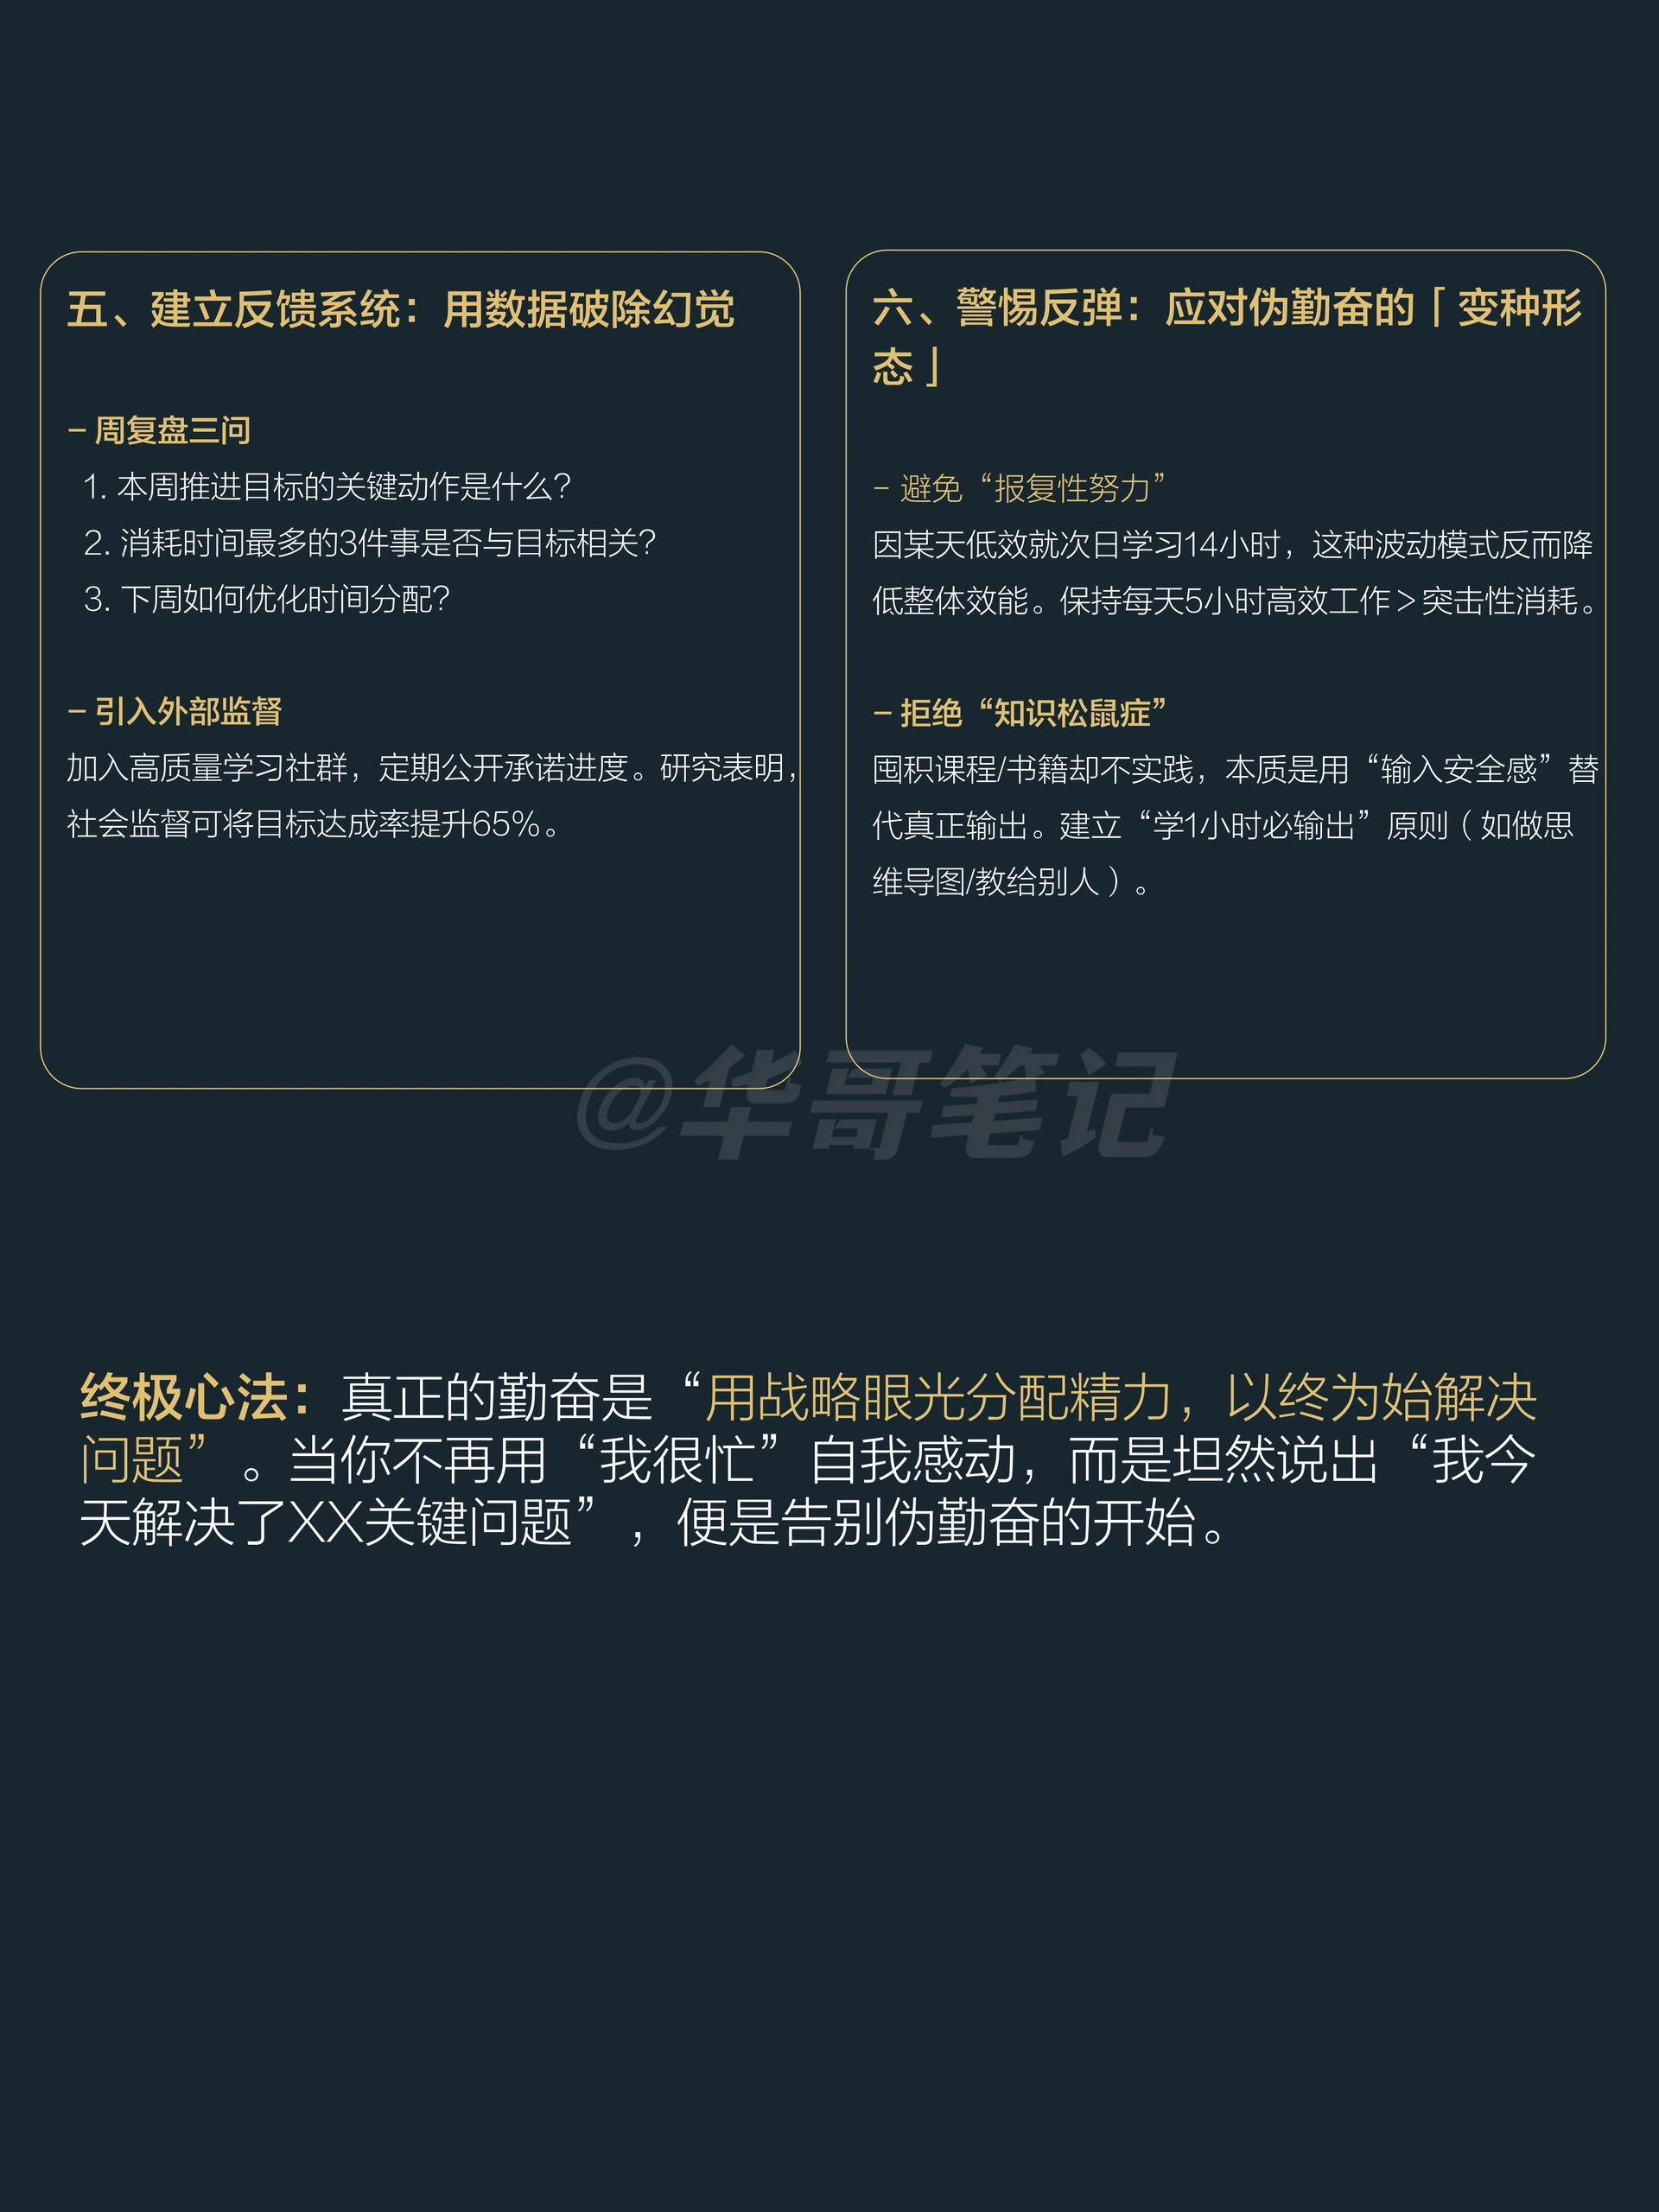 五、建立反馈系统：用数据破除幻觉
- 周复盘三问
1. 本周推进目标的关键动作是什么？
2. 消耗时间最多的3件事是否与目标相关？
3. 下周如何优化时间分配？
- 引入外部监督
加入高质量学习社群，定期公开承诺进度。研究表明，
社会监督可将目标达成率提升65%。
六、警惕反弹：应对伪勤奋的「变种形
态」
- 避免“报复性努力”
因某天低效就次日学习14小时，这种波动模式反而降
低整体效能。保持每天5小时高效工作＞突击性消耗。
- 拒绝“知识松鼠症”
囤积课程/书籍却不实践，本质是用“输入安全感”替
代真正输出。建立“学1小时必输出”原则（如做思
维导图/教给别人）。
@华哥笔记
终极心法：真正的勤奋是“用战略眼光分配精力，以终为始解决
问题”。当你不再用“我很忙”自我感动，而是坦然说出“我今
天解决了XX关键问题”，便是告别伪勤奋的开始。